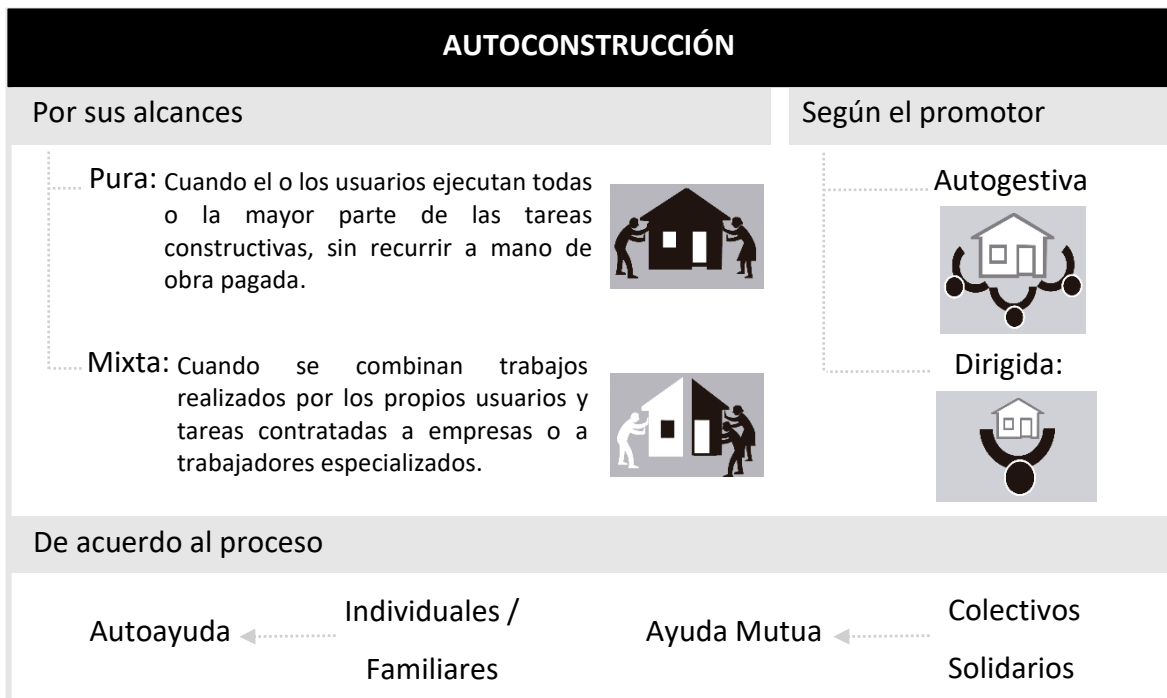 AUTOCONSTRUCCIÓN
Por sus alcances
Pura: Cuando el o los usuarios ejecutan todas
o la mayor parte de las tareas
constructivas, sin recurrir a mano de
obra pagada.
Mixta: Cuando se combinan trabajos
realizados por los propios usuarios y
tareas contratadas a empresas o a
trabajadores especializados.
Según el promotor
Autogestiva
Dirigida:
De acuerdo al proceso
Autoayuda
Individuales /
Familiares
Ayuda Mutua
Colectivos
Solidarios